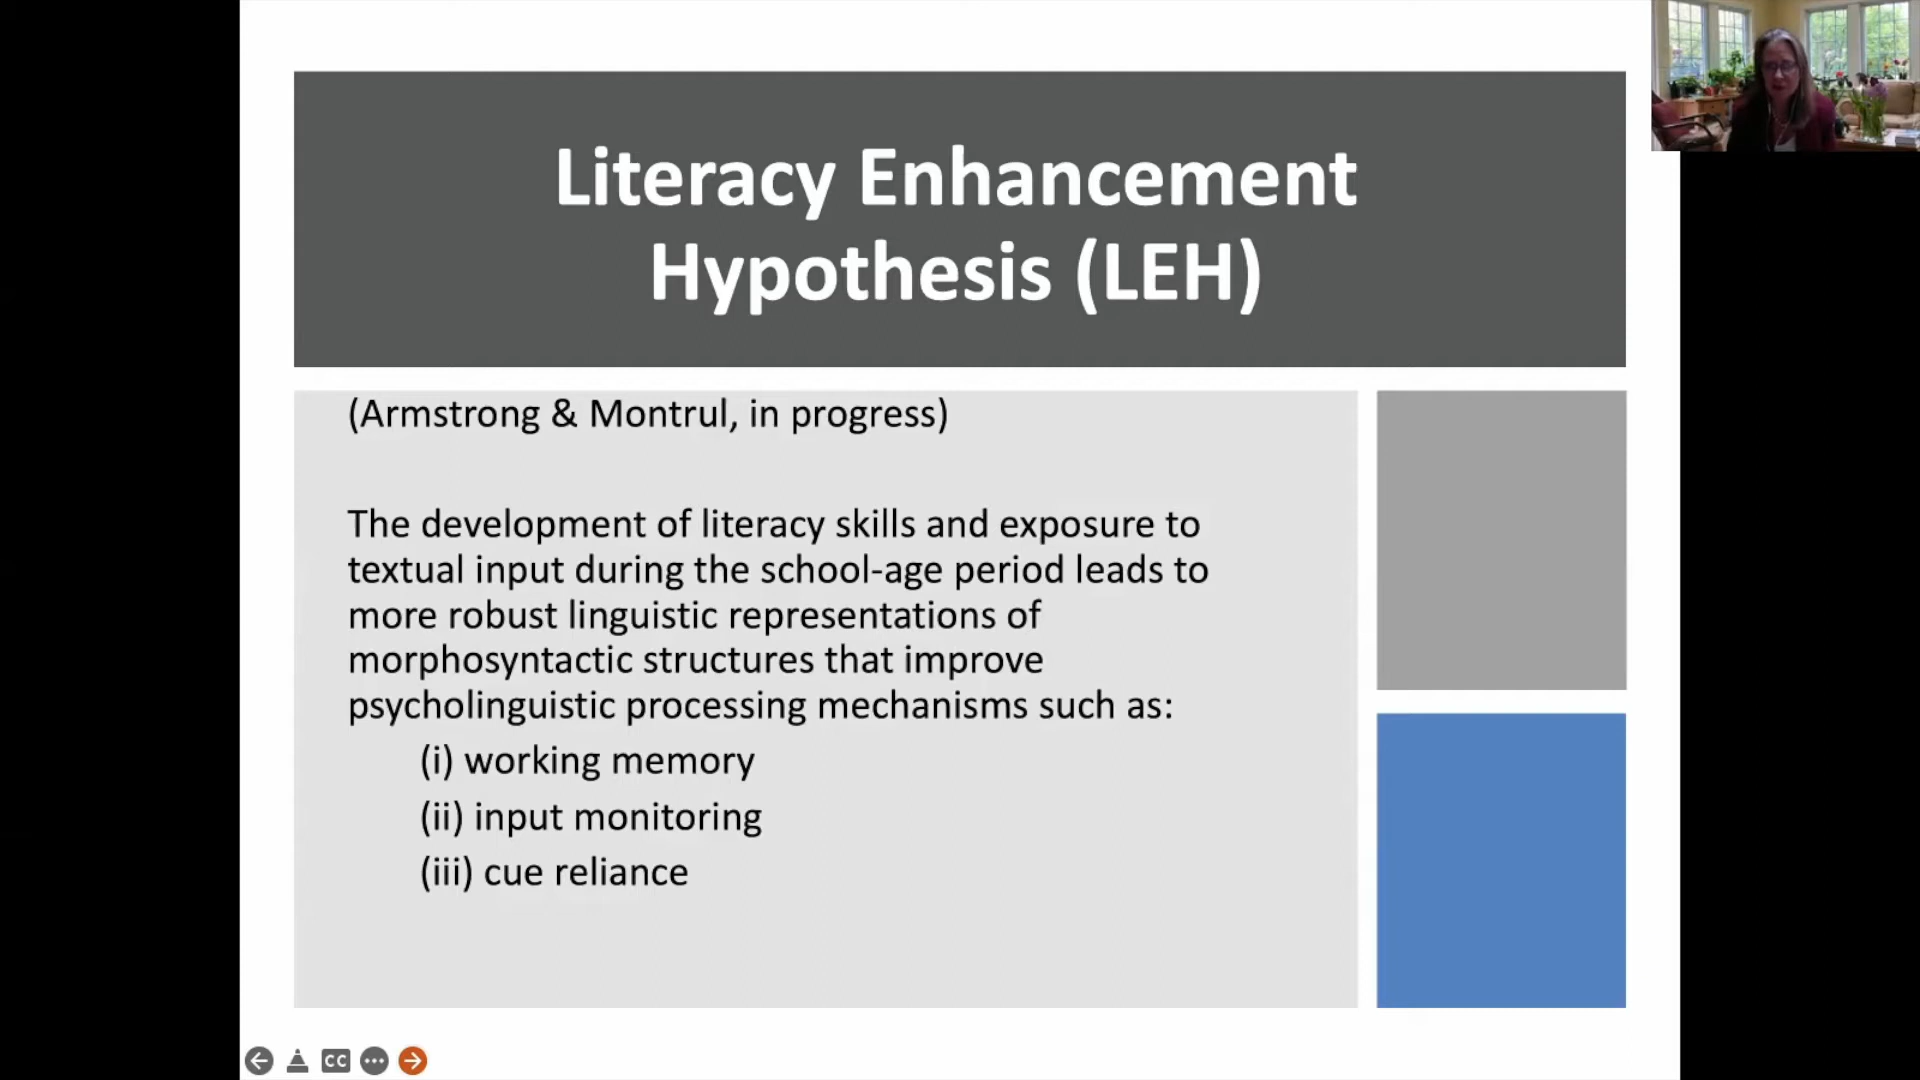 Literacy Enhancement
Hypothesis (LEH)
(Armstrong & Montrul, in progress)
The development of literacy skills and exposure to
textual input during the school-age period leads to
more robust linguistic representations of
morphosyntactic structures that improve
psycholinguistic processing mechanisms such as:
(i) working memory
(ii) input monitoring
(iii) cue reliance
CC